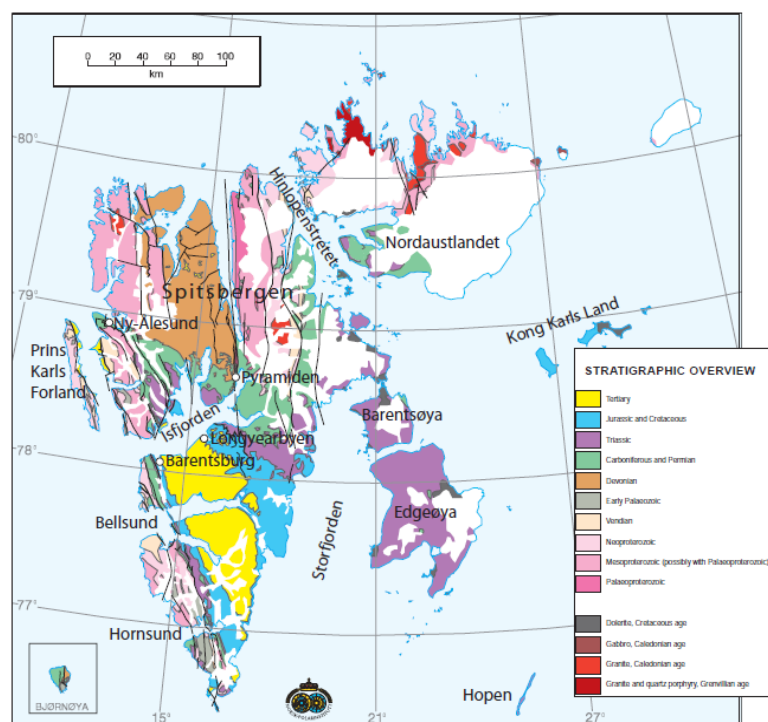 0 20 40 60 80 100
km
80°
79°
78°
77°
15°
21°
27°
Hinlopenstretet
Nordaustlandet
Spitsbergen
Kong Karls Land
Ny-Ålesund
Prins
Karls
Forland
Pyramiden
Isfjorden
Longyearbyen
Barentsburg
Barentsøya
Edgeøya
Bellsund
Storfjorden
Hornsund
Hopen
BJØRNØYA
STRATIGRAPHIC OVERVIEW
Tertiary
Jurassic and Cretaceous
Triassic
Carboniferous and Permian
Devonian
Early Palaeozoic
Vendian
Neoproterozoic
Mesoproterozoic (possibly with Palaeoproterozoic)
Palaeoproterozoic
Dolerite, Cretaceous age
Gabbro, Caledonian age
Granite, Caledonian age
Granite and quartz porphyry, Grenvillian age